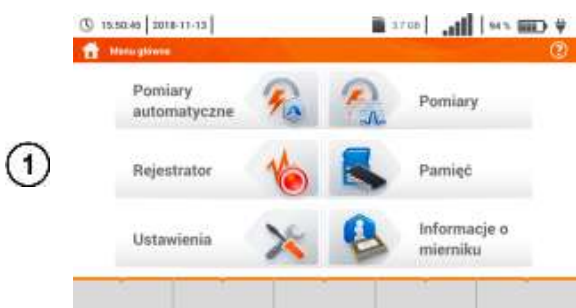 15:50:46 2018-11-13 3.7 GB 94 %
Menu główne
Pomiary
automatyczne
Pomiary
1
Rejestrator
Pamięć
Ustawienia
Informacje o
mierniku